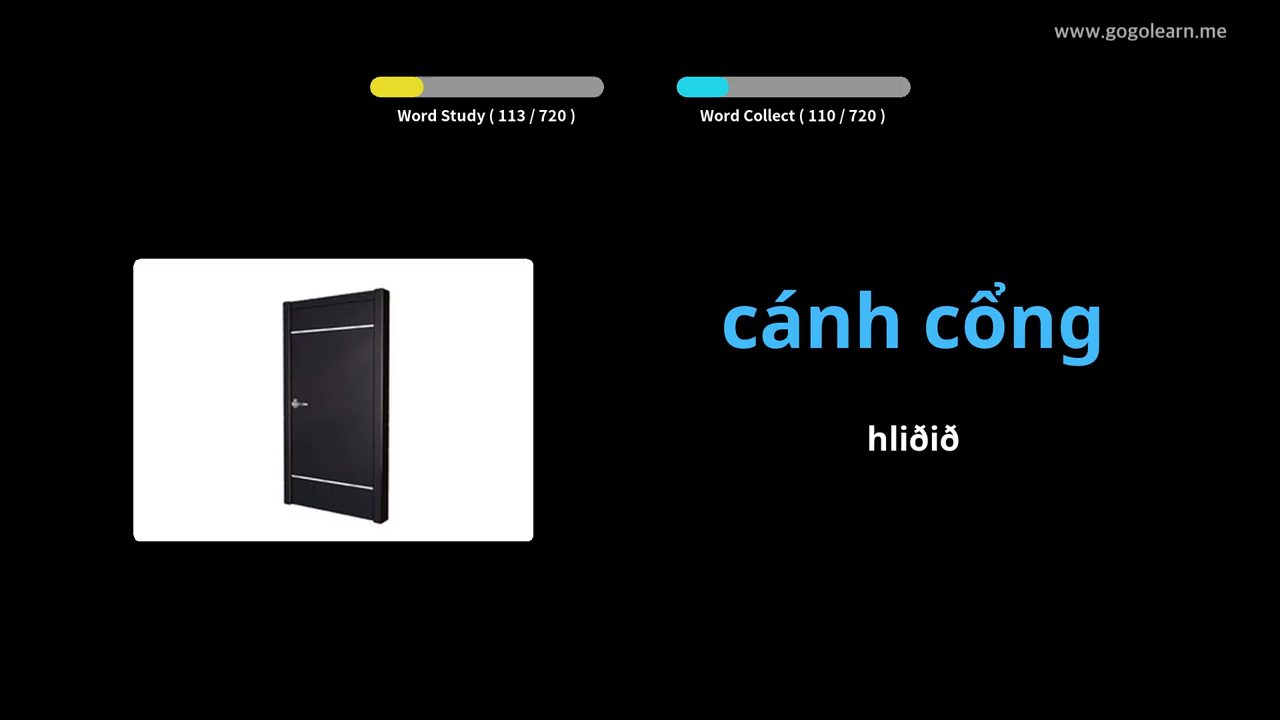 www.gogolearn.me
Word Study ( 113 / 720 )
Word Collect ( 110 / 720 )
cánh cổng
hliðið